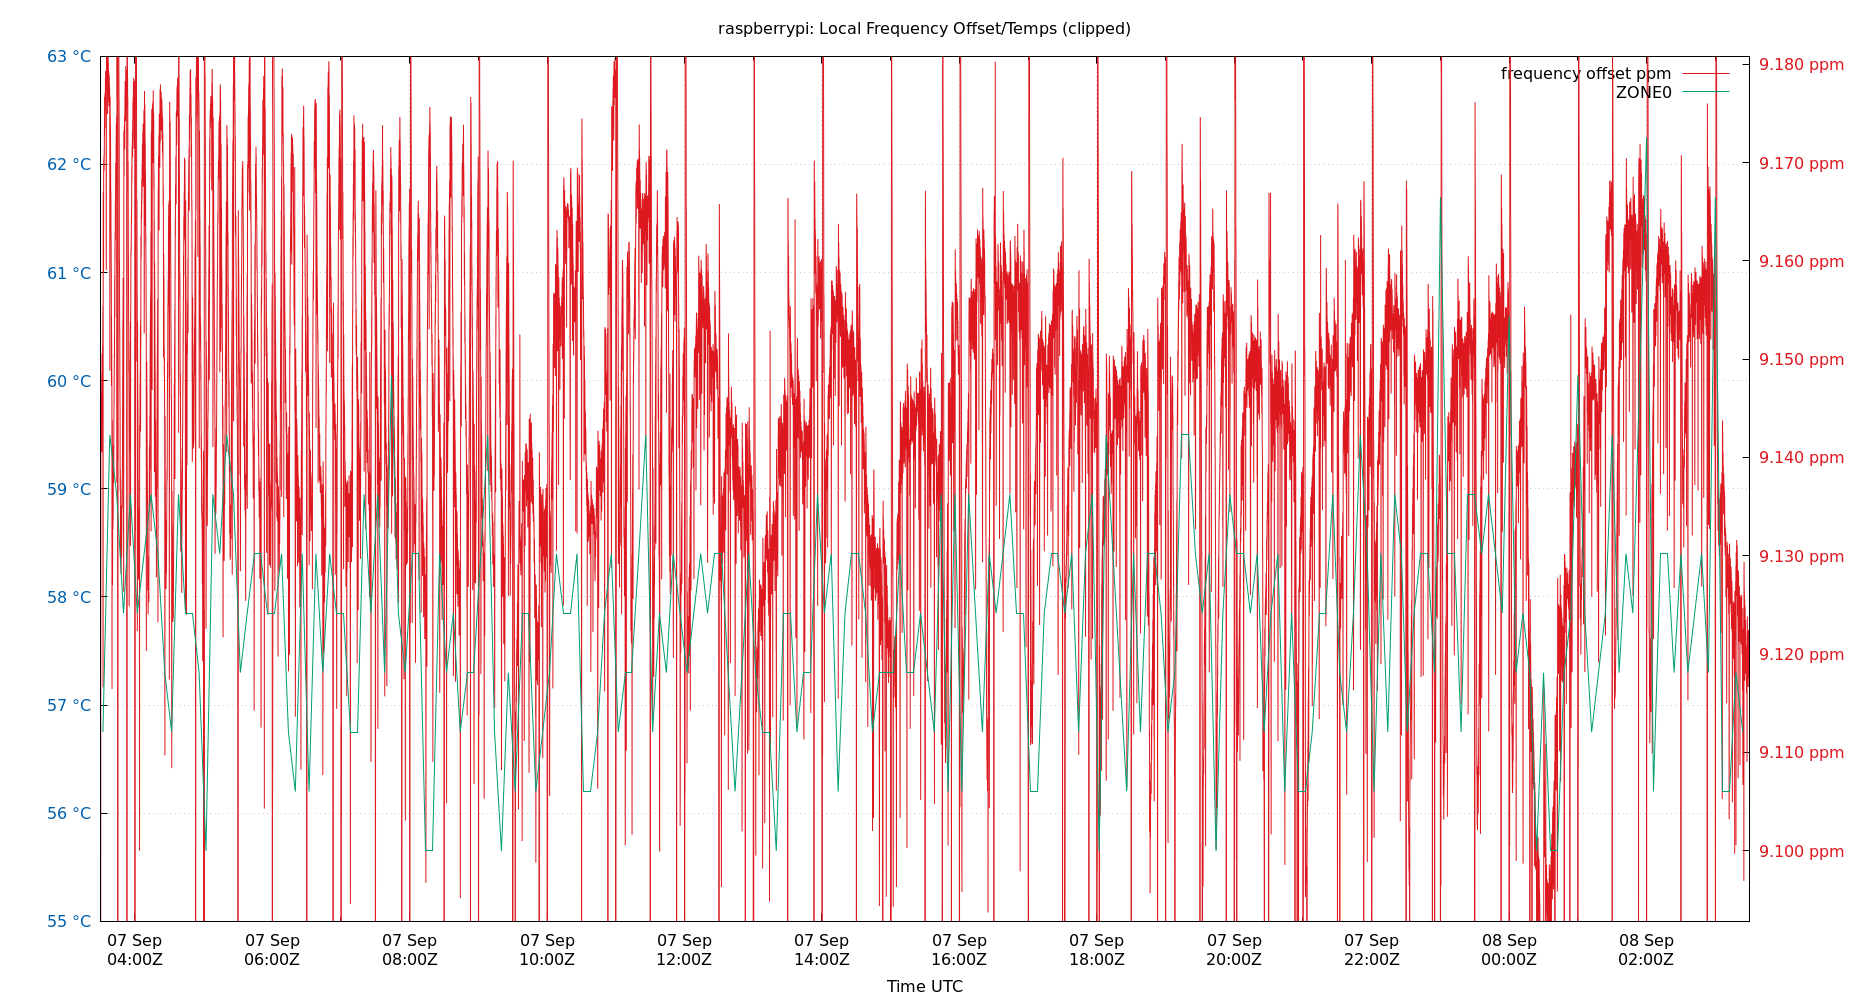 raspberrypi: Local Frequency Offset/Temps (clipped)
63 °C
62 °C
61 °C
60 °C
59 °C
58 °C
57 °C
56 °C
55 °C
frequency offset ppm
ZONE0
9.180 ppm
9.170 ppm
9.160 ppm
9.150 ppm
9.140 ppm
9.130 ppm
9.120 ppm
9.110 ppm
9.100 ppm
07 Sep 07 Sep 07 Sep 07 Sep 07 Sep 07 Sep 07 Sep 07 Sep 07 Sep 07 Sep 08 Sep 08 Sep
04:00Z 06:00Z 08:00Z 10:00Z 12:00Z 14:00Z 16:00Z 18:00Z 20:00Z 22:00Z 00:00Z 02:00Z
Time UTC